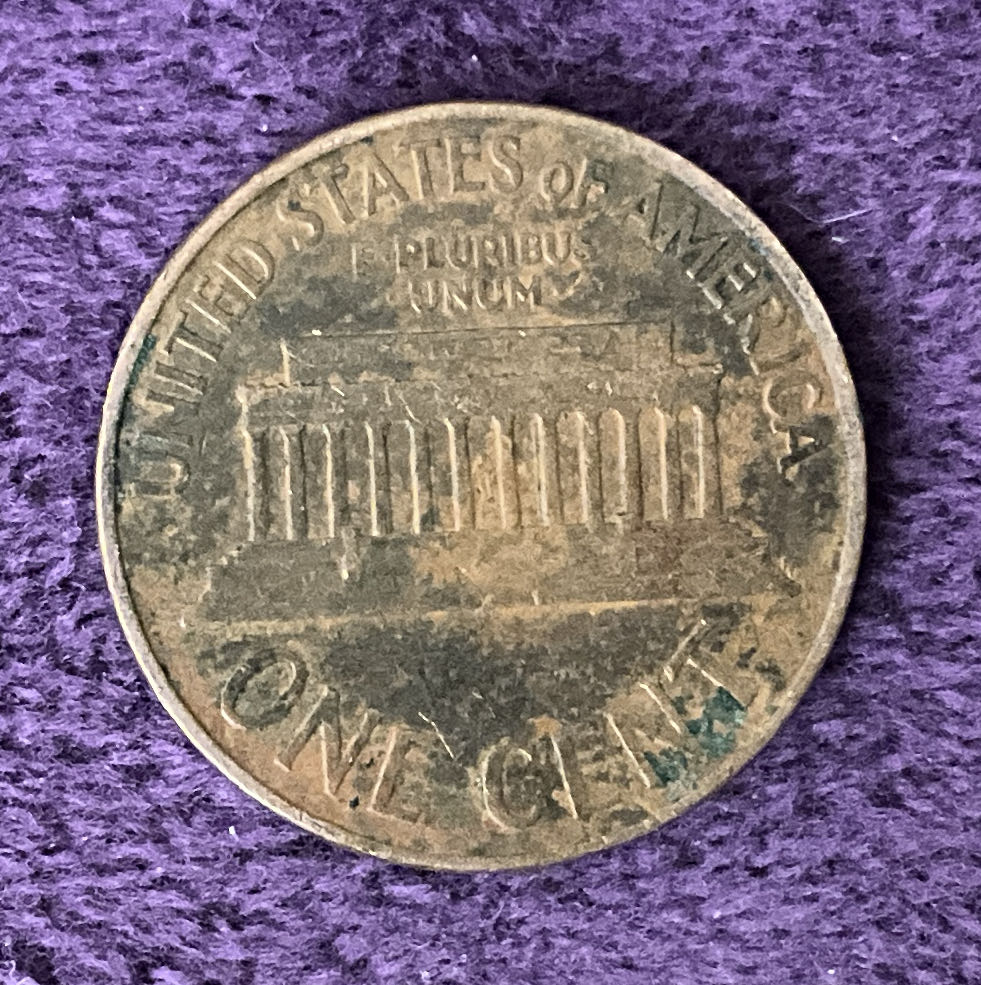 UNITED STATES OF AMERICA
E PLURIBUS
UNUM
ONE CENT